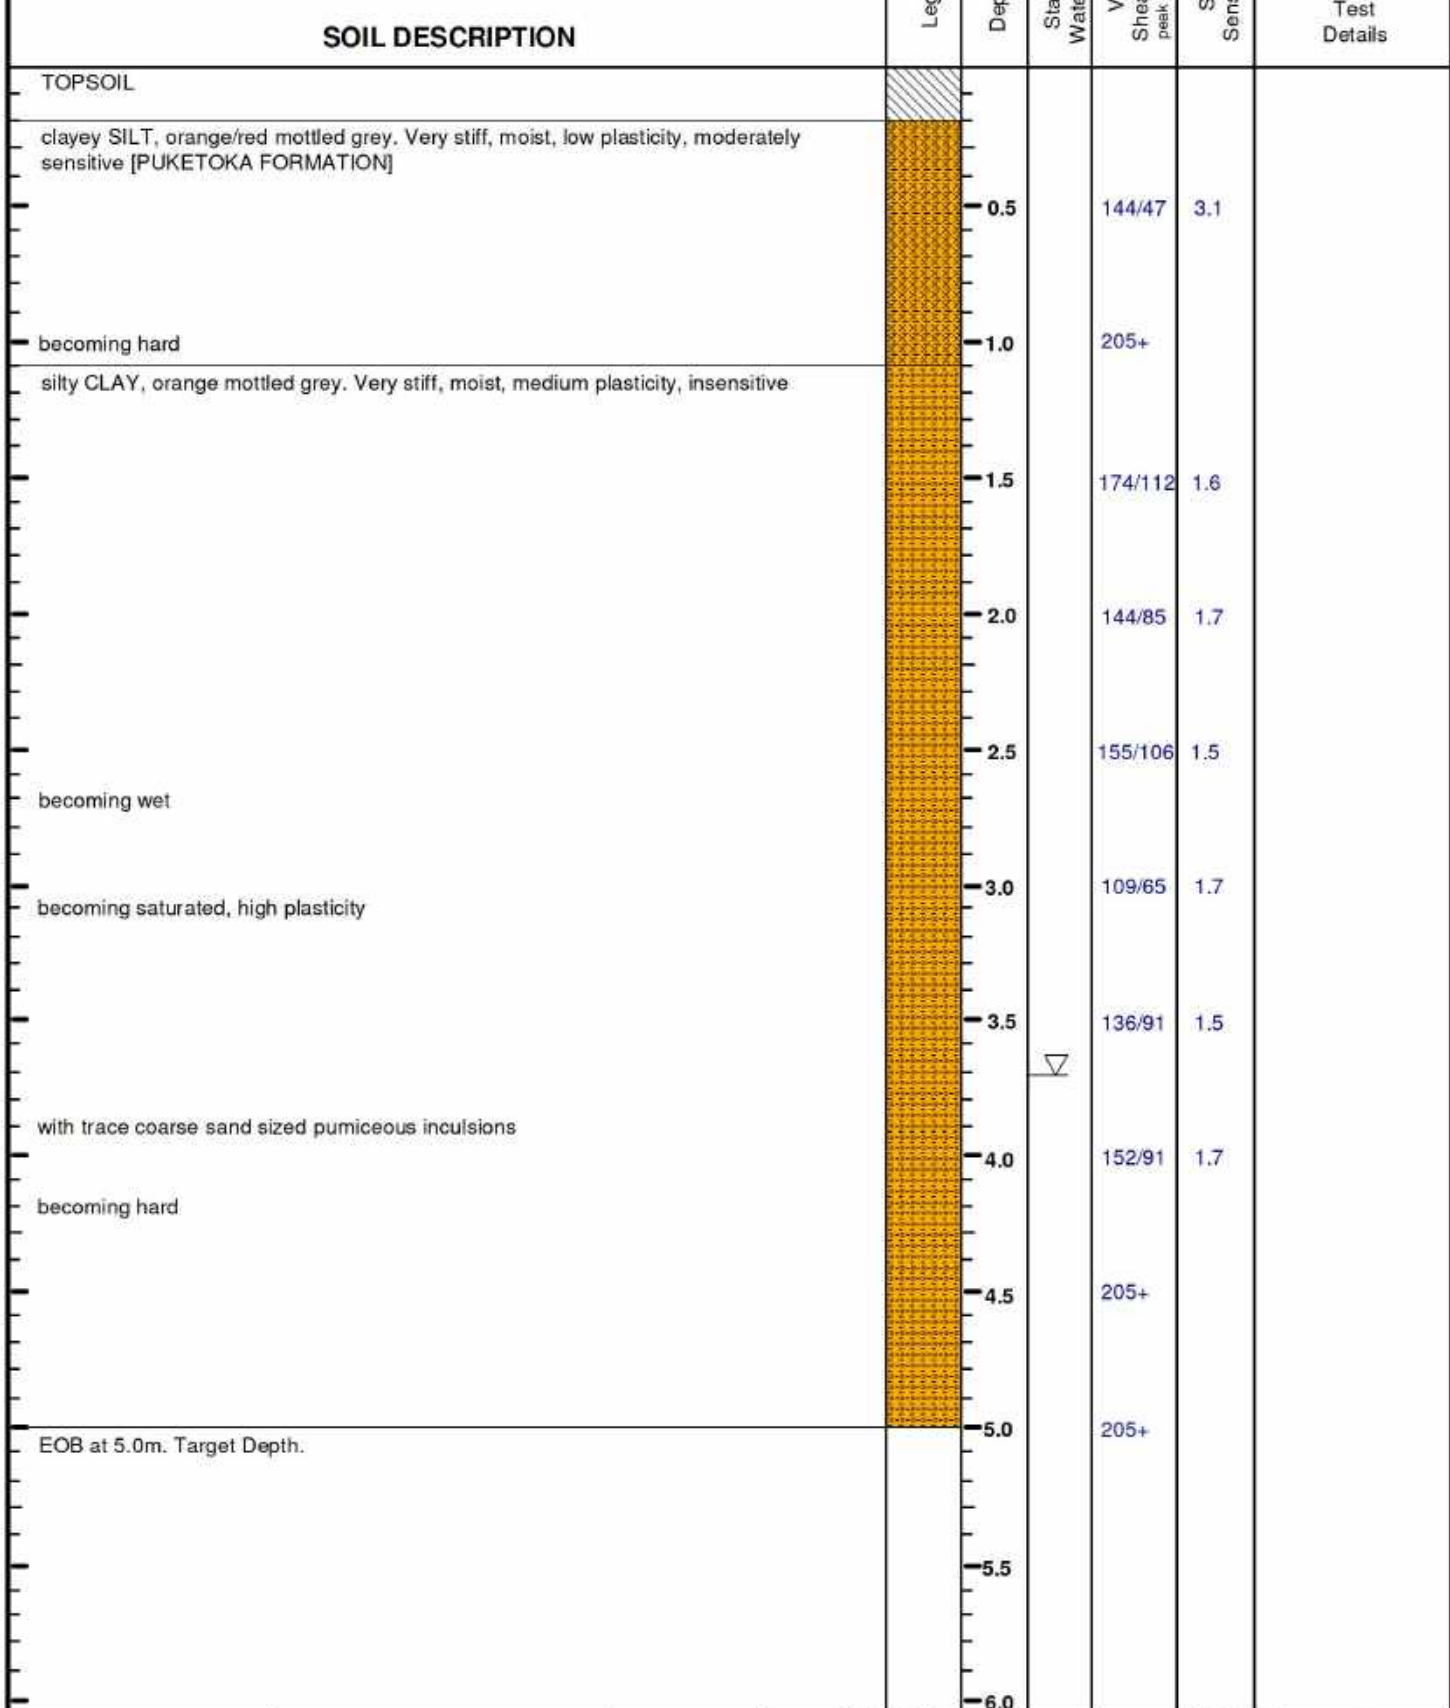 SOIL DESCRIPTION
Test
Details
TOPSOIL
clayey SILT, orange/red mottled grey. Very stiff, moist, low plasticity, moderately
sensitive [PUKETOKA FORMATION]
0.5 144/47 3.1
becoming hard 1.0 205+
silty CLAY, orange mottled grey. Very stiff, moist, medium plasticity, insensitive
1.5 174/112 1.6
2.0 144/85 1.7
2.5 155/106 1.5
becoming wet
3.0 109/65 1.7
becoming saturated, high plasticity
3.5 136/91 1.5
with trace coarse sand sized pumiceous inculsions
4.0 152/91 1.7
becoming hard
4.5 205+
5.0 205+
EOB at 5.0m. Target Depth.
5.5
6.0